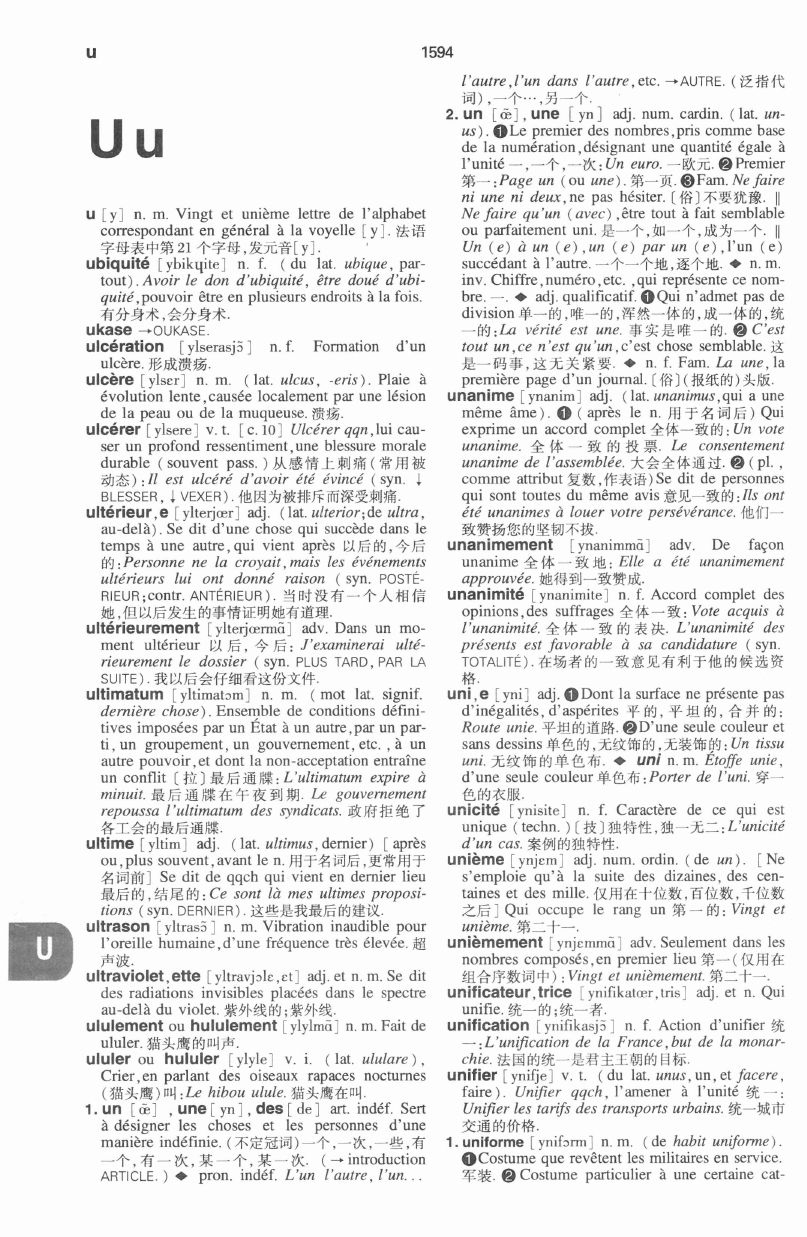 u
1594
U u
u [y] n. m. Vingt et unième lettre de l'alphabet
correspondant en général à la voyelle [y]. 法语
字母表中第 21 个字母,发元音[y].
ubiquité [ybikɥite] n. f. (du lat. ubique, par-
tout). Avoir le don d'ubiquité, être doué d'ubi-
quité,pouvoir être en plusieurs endroits à la fois.
有分身术,会分身术.
ukase →OUKASE.
ulcération [ylserasjɔ̃] n. f. Formation d'un
ulcère. 形成溃疡.
ulcère [ylsɛr] n. m. (lat. ulcus, -eris). Plaie à
évolution lente,causée localement par une lésion
de la peau ou de la muqueuse. 溃疡.
ulcérer [ylsere] v. t. [c. 10] Ulcérer qqn,lui cau-
ser un profond ressentiment,une blessure morale
durable (souvent pass.)从感情上刺痛(常用被
动态):Il est ulcéré d'avoir été évincé (syn. ↓
BLESSER, ↓ VEXER). 他因为被排斥而深受刺痛.
ultérieur,e [ylterjœr] adj. (lat. ulterior;de ultra,
au-delà). Se dit d'une chose qui succède dans le
temps à une autre,qui vient après 以后的,今后
的:Personne ne la croyait,mais les événements
ultérieurs lui ont donné raison (syn. POSTÉ-
RIEUR;contr. ANTÉRIEUR). 当时没有一个人相信
她,但以后发生的事情证明她有道理.
ultérieurement [ylterjœrmɑ̃] adv. Dans un mo-
ment ultérieur 以后, 今后: J'examinerai ulté-
rieurement le dossier (syn. PLUS TARD, PAR LA
SUITE). 我以后会仔细看这份文件.
ultimatum [yltimatɔm] n. m. (mot lat. signif.
dernière chose). Ensemble de conditions défini-
tives imposées par un État à un autre,par un par-
ti, un groupement, un gouvernement, etc. , à un
autre pouvoir,et dont la non-acceptation entraîne
un conflit〔拉〕最后通牒:L'ultimatum expire à
minuit. 最后通牒在午夜到期. Le gouvernement
repoussa l'ultimatum des syndicats. 政府拒绝了
各工会的最后通牒.
ultime [yltim] adj. (lat. ultimus,dernier) [après
ou,plus souvent,avant le n. 用于名词后,更常用于
名词前] Se dit de qqch qui vient en dernier lieu
最后的,结尾的:Ce sont là mes ultimes proposi-
tions (syn. DERNIER). 这些是我最后的建议.
ultrason [yltrasɔ̃] n. m. Vibration inaudible pour
l'oreille humaine,d'une fréquence très élevée. 超
声波.
ultraviolet,ette [yltravjɔlɛ,ɛt] adj. et n. m. Se dit
des radiations invisibles placées dans le spectre
au-delà du violet. 紫外线的;紫外线.
ululement ou hululement [ylylmɑ̃] n. m. Fait de
ululer. 猫头鹰的叫声.
ululer ou hululer [ylyle] v. i. (lat. ululare),
Crier,en parlant des oiseaux rapaces nocturnes
(猫头鹰)叫:Le hibou ulule. 猫头鹰在叫.
1. un [œ̃] ,une [yn],des [de] art. indéf. Sert
à désigner les choses et les personnes d'une
manière indéfinie. (不定冠词)一个,一次,一些,有
一个,有一次,某一个,某一次. (→introduction
ARTICLE.) ◆ pron. indéf. L'un l'autre,l'un...
U
l'autre,l'un dans l'autre,etc. →AUTRE. (泛指代
词),一个…,另一个.
2. un [œ̃],une [yn] adj. num. cardin. (lat. un-
us). ❶Le premier des nombres,pris comme base
de la numération,désignant une quantité égale à
l'unité 一,一个,一次:Un euro. 一欧元. ❷Premier
第一:Page un (ou une). 第一页. ❸Fam. Ne faire
ni une ni deux,ne pas hésiter. 〔俗〕不要犹豫. ‖
Ne faire qu'un (avec),être tout à fait semblable
ou parfaitement uni. 是一个,如一个,成为一个. ‖
Un (e) à un (e),un (e) par un (e),l'un (e)
succédant à l'autre. 一个一个地,逐个地. ◆ n. m.
inv. Chiffre,numéro,etc. ,qui représente ce nom-
bre. 一. ◆ adj. qualificatif. ❶Qui n'admet pas de
division 单一的,唯一的,浑然一体的,成一体的,统
一的:La vérité est une. 事实是唯一的. ❷ C'est
tout un,ce n'est qu'un,c'est chose semblable. 这
是一码事,这无关紧要. ◆ n. f. Fam. La une,la
première page d'un journal. 〔俗〕(报纸的)头版.
unanime [ynanim] adj. (lat. unanimus,qui a une
même âme). ❶ (après le n. 用于名词后) Qui
exprime un accord complet 全体一致的:Un vote
unanime. 全体一致的投票. Le consentement
unanime de l'assemblée. 大会全体通过. ❷ (pl. ,
comme attribut 复数,作表语)Se dit de personnes
qui sont toutes du même avis 意见一致的:Ils ont
été unanimes à louer votre persévérance. 他们一
致赞扬您的坚韧不拔.
unanimement [ynanimmɑ̃] adv. De façon
unanime 全体一致地: Elle a été unanimement
approuvée. 她得到一致赞成.
unanimité [ynanimite] n. f. Accord complet des
opinions,des suffrages 全体一致: Vote acquis à
l'unanimité. 全体一致的表决. L'unanimité des
présents est favorable à sa candidature (syn.
TOTALITÉ). 在场者的一致意见有利于他的候选资
格.
uni,e [yni] adj. ❶Dont la surface ne présente pas
d'inégalités, d'aspérites 平的, 平坦的, 合并的:
Route unie. 平坦的道路. ❷D'une seule couleur et
sans dessins 单色的,无纹饰的,无装饰的:Un tissu
uni. 无纹饰的单色布. ◆ uni n. m. Étoffe unie,
d'une seule couleur 单色布:Porter de l'uni. 穿一
色的衣服.
unicité [ynisite] n. f. Caractère de ce qui est
unique (techn.)〔技〕独特性,独一无二:L'unicité
d'un cas. 案例的独特性.
unième [ynjɛm] adj. num. ordin. (de un). [Ne
s'emploie qu'à la suite des dizaines, des cen-
taines et des mille. 仅用在十位数,百位数,千位数
之后] Qui occupe le rang un 第一的: Vingt et
unième. 第二十一.
unièmement [ynjɛmmɑ̃] adv. Seulement dans les
nombres composés,en premier lieu 第一(仅用在
组合序数词中):Vingt et unièmement. 第二十一.
unificateur,trice [ynifikatœr,tris] adj. et n. Qui
unifie. 统一的;统一者.
unification [ynifikasjɔ̃] n. f. Action d'unifier 统
一:L'unification de la France,but de la monar-
chie. 法国的统一是君主王朝的目标.
unifier [ynifje] v. t. (du lat. unus,un,et facere,
faire). Unifier qqch,l'amener à l'unité 统一:
Unifier les tarifs des transports urbains. 统一城市
交通的价格.
1. uniforme [ynifɔrm] n. m. (de habit uniforme).
❶Costume que revêtent les militaires en service.
军装. ❷ Costume particulier à une certaine cat-